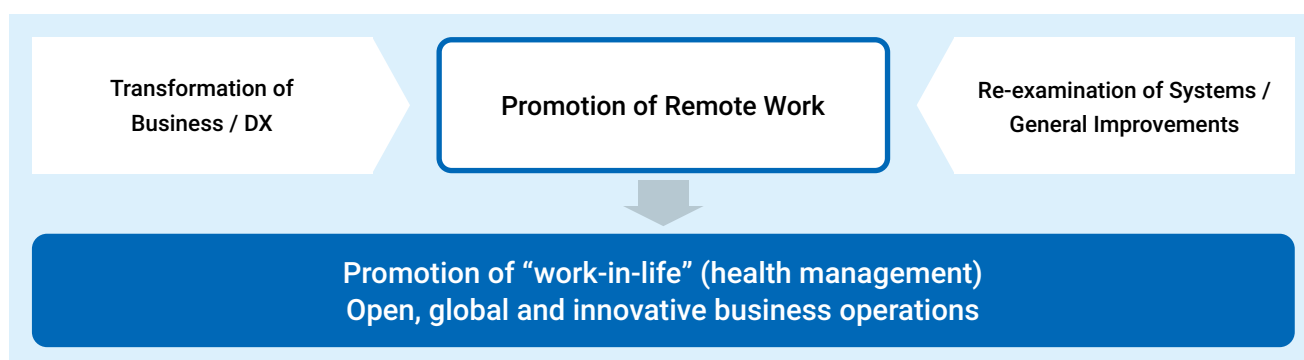 Transformation of
Business / DX
Promotion of Remote Work
Re-examination of Systems /
General Improvements
Promotion of “work-in-life” (health management)
Open, global and innovative business operations